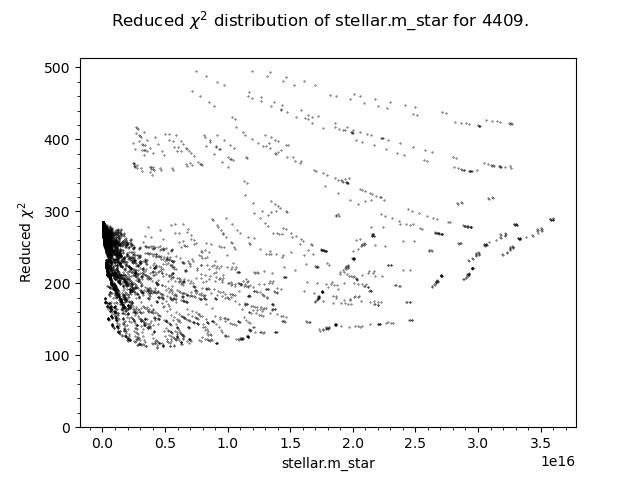 Reduced χ² distribution of stellar.m_star for 4409.
500
400
300
200
100
0
Reduced χ²
0.0 0.5 1.0 1.5 2.0 2.5 3.0 3.5
1e16
stellar.m_star